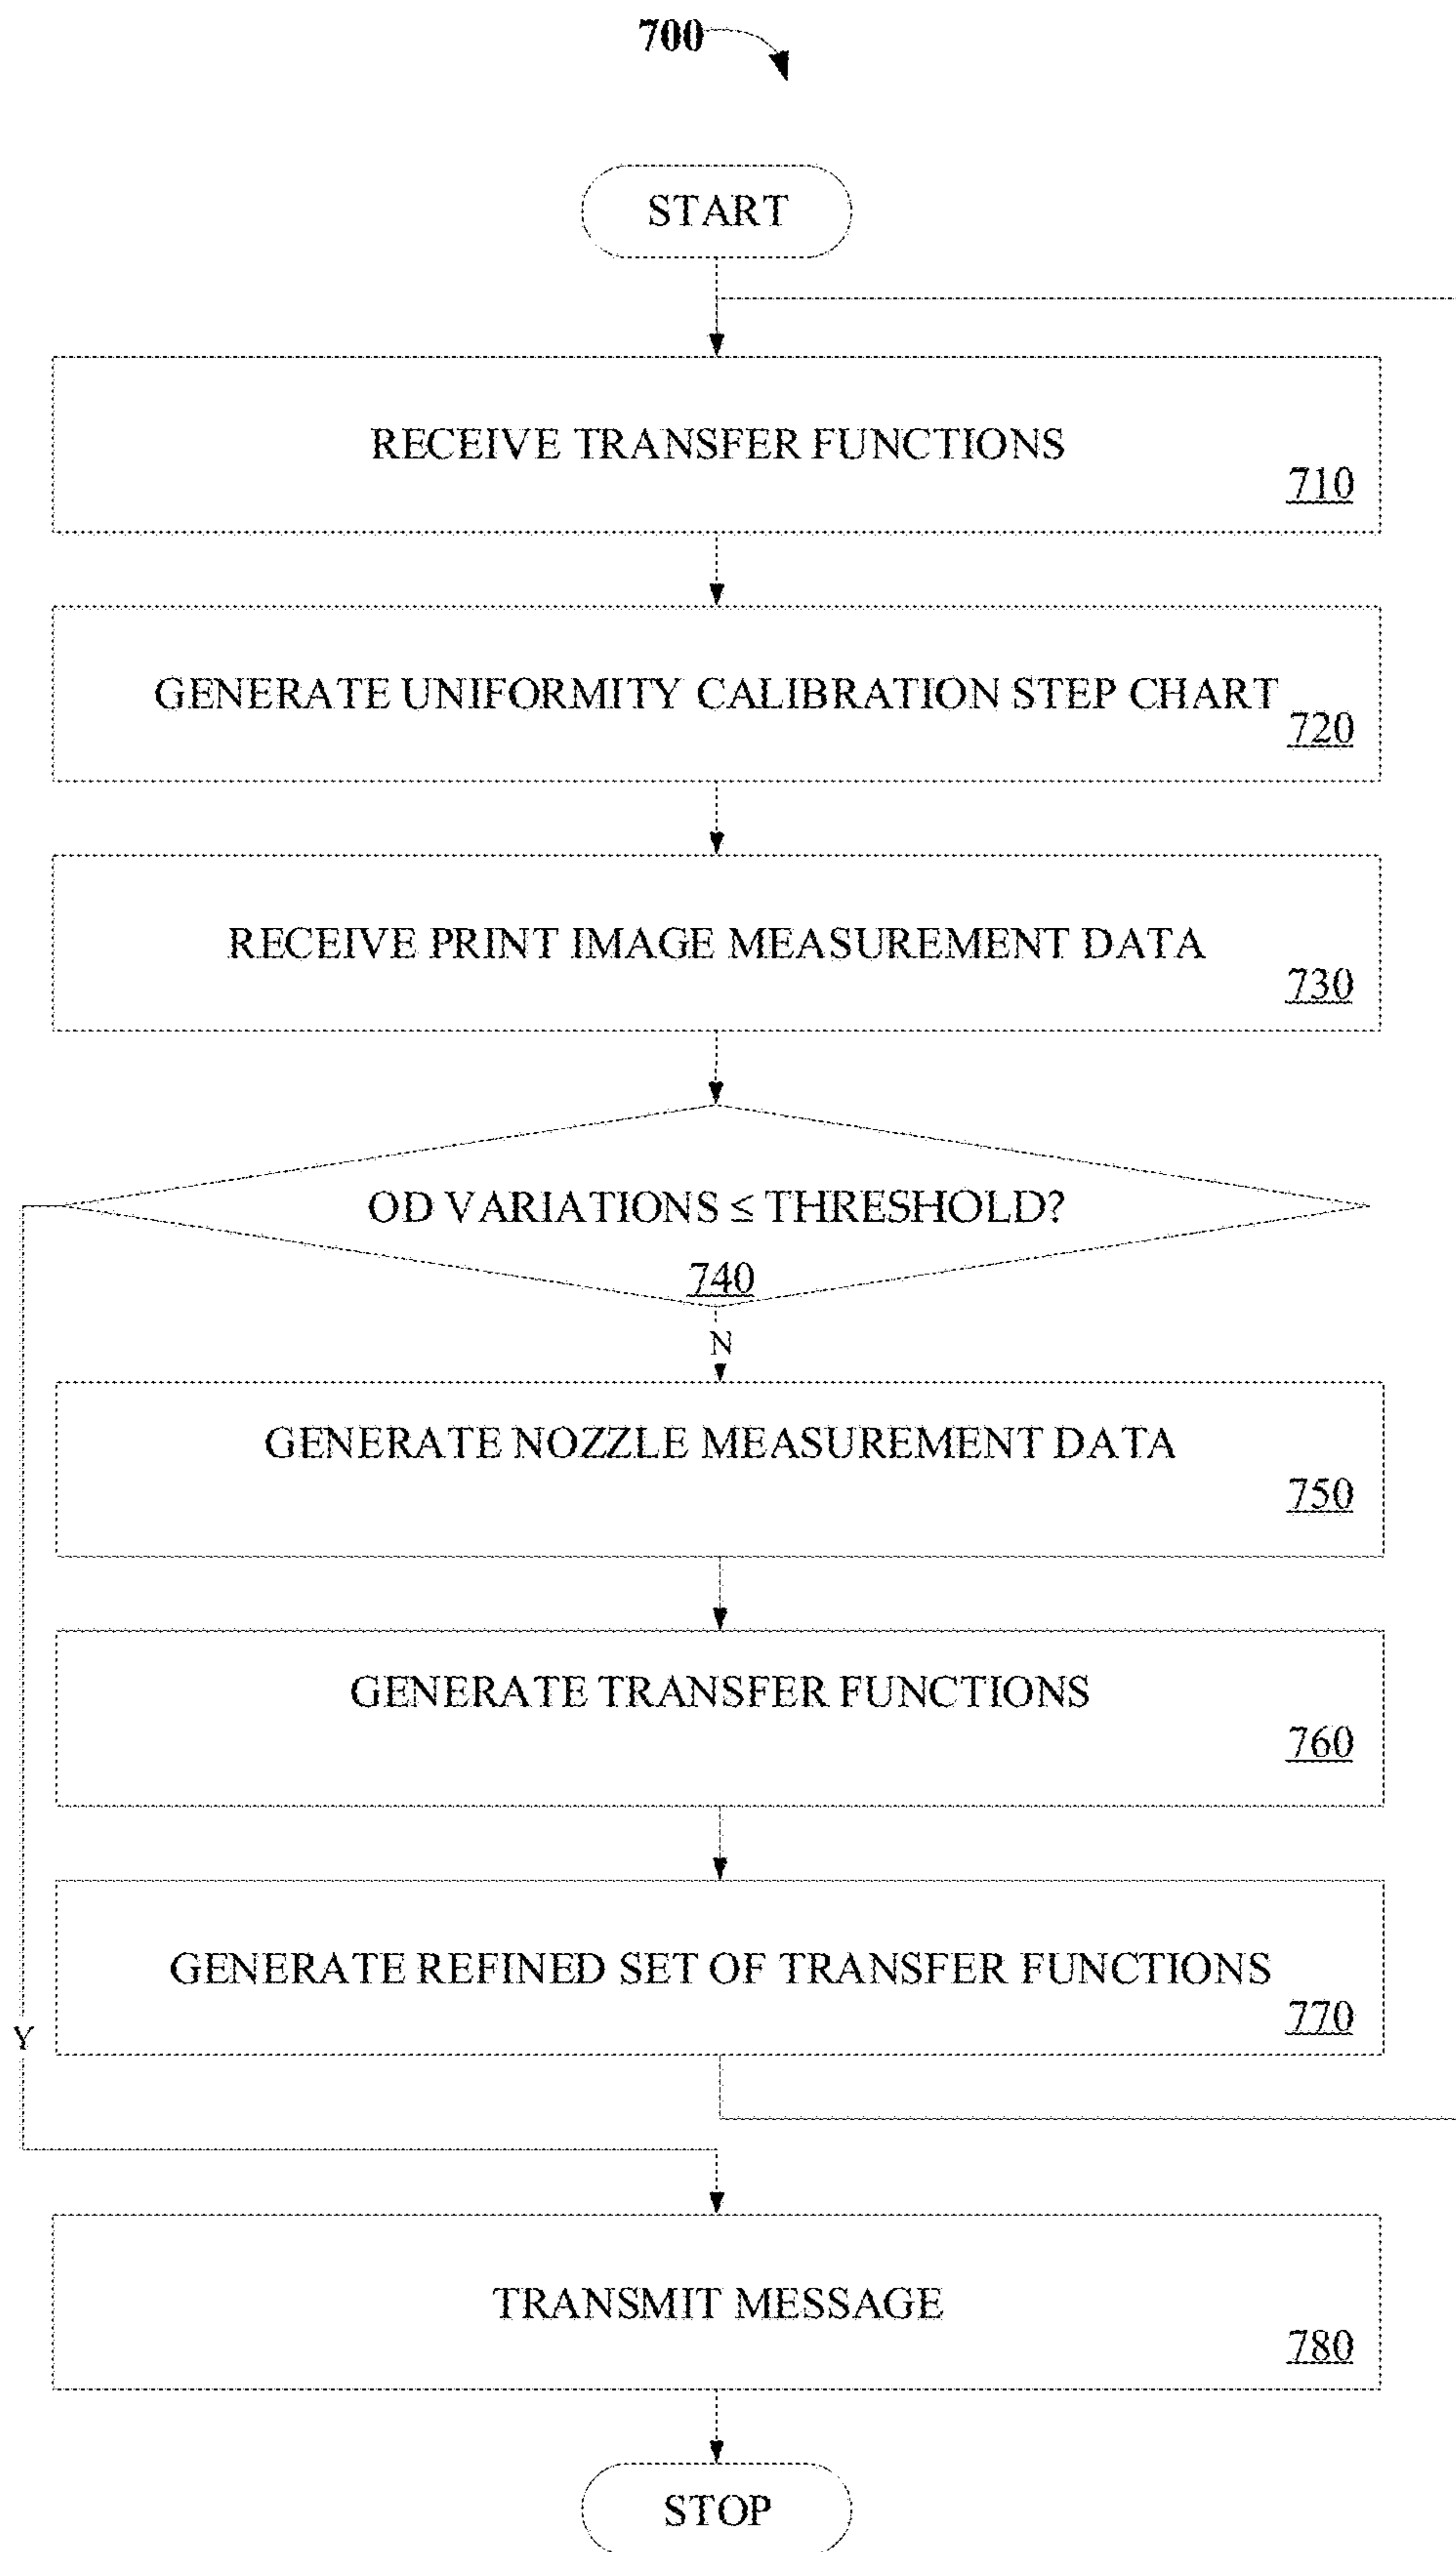 700
START
RECEIVE TRANSFER FUNCTIONS
710
GENERATE UNIFORMITY CALIBRATION STEP CHART
720
RECEIVE PRINT IMAGE MEASUREMENT DATA
730
OD VARIATIONS ≤ THRESHOLD?
740
N
GENERATE NOZZLE MEASUREMENT DATA
750
GENERATE TRANSFER FUNCTIONS
760
GENERATE REFINED SET OF TRANSFER FUNCTIONS
770
Y
TRANSMIT MESSAGE
780
STOP